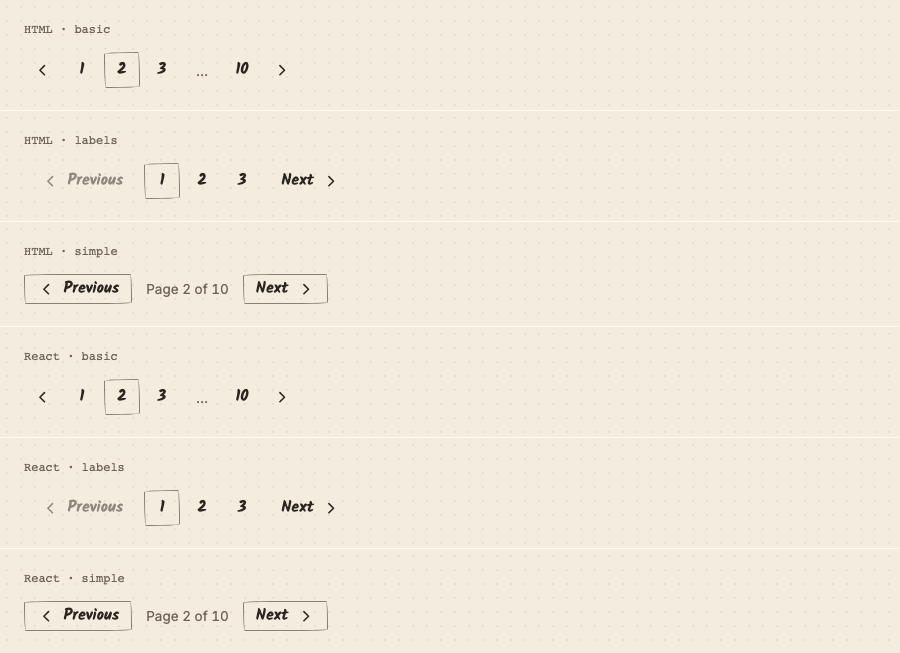 HTML · basic
1 2 3 … 10
HTML · labels
Previous 1 2 3 Next
HTML · simple
Previous Page 2 of 10 Next
React · basic
1 2 3 … 10
React · labels
Previous 1 2 3 Next
React · simple
Previous Page 2 of 10 Next